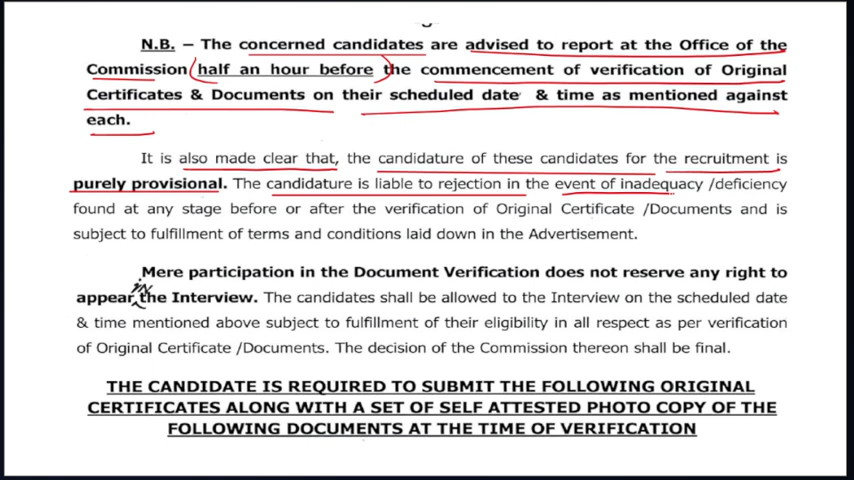 N.B. – The concerned candidates are advised to report at the Office of the
Commission (half an hour before) the commencement of verification of Original
Certificates & Documents on their scheduled date & time as mentioned against
each.
It is also made clear that, the candidature of these candidates for the recruitment is
purely provisional. The candidature is liable to rejection in the event of inadequacy /deficiency
found at any stage before or after the verification of Original Certificate /Documents and is
subject to fulfillment of terms and conditions laid down in the Advertisement.
Mere participation in the Document Verification does not reserve any right to
appear in the Interview. The candidates shall be allowed to the Interview on the scheduled date
& time mentioned above subject to fulfillment of their eligibility in all respect as per verification
of Original Certificate /Documents. The decision of the Commission thereon shall be final.
THE CANDIDATE IS REQUIRED TO SUBMIT THE FOLLOWING ORIGINAL
CERTIFICATES ALONG WITH A SET OF SELF ATTESTED PHOTO COPY OF THE
FOLLOWING DOCUMENTS AT THE TIME OF VERIFICATION